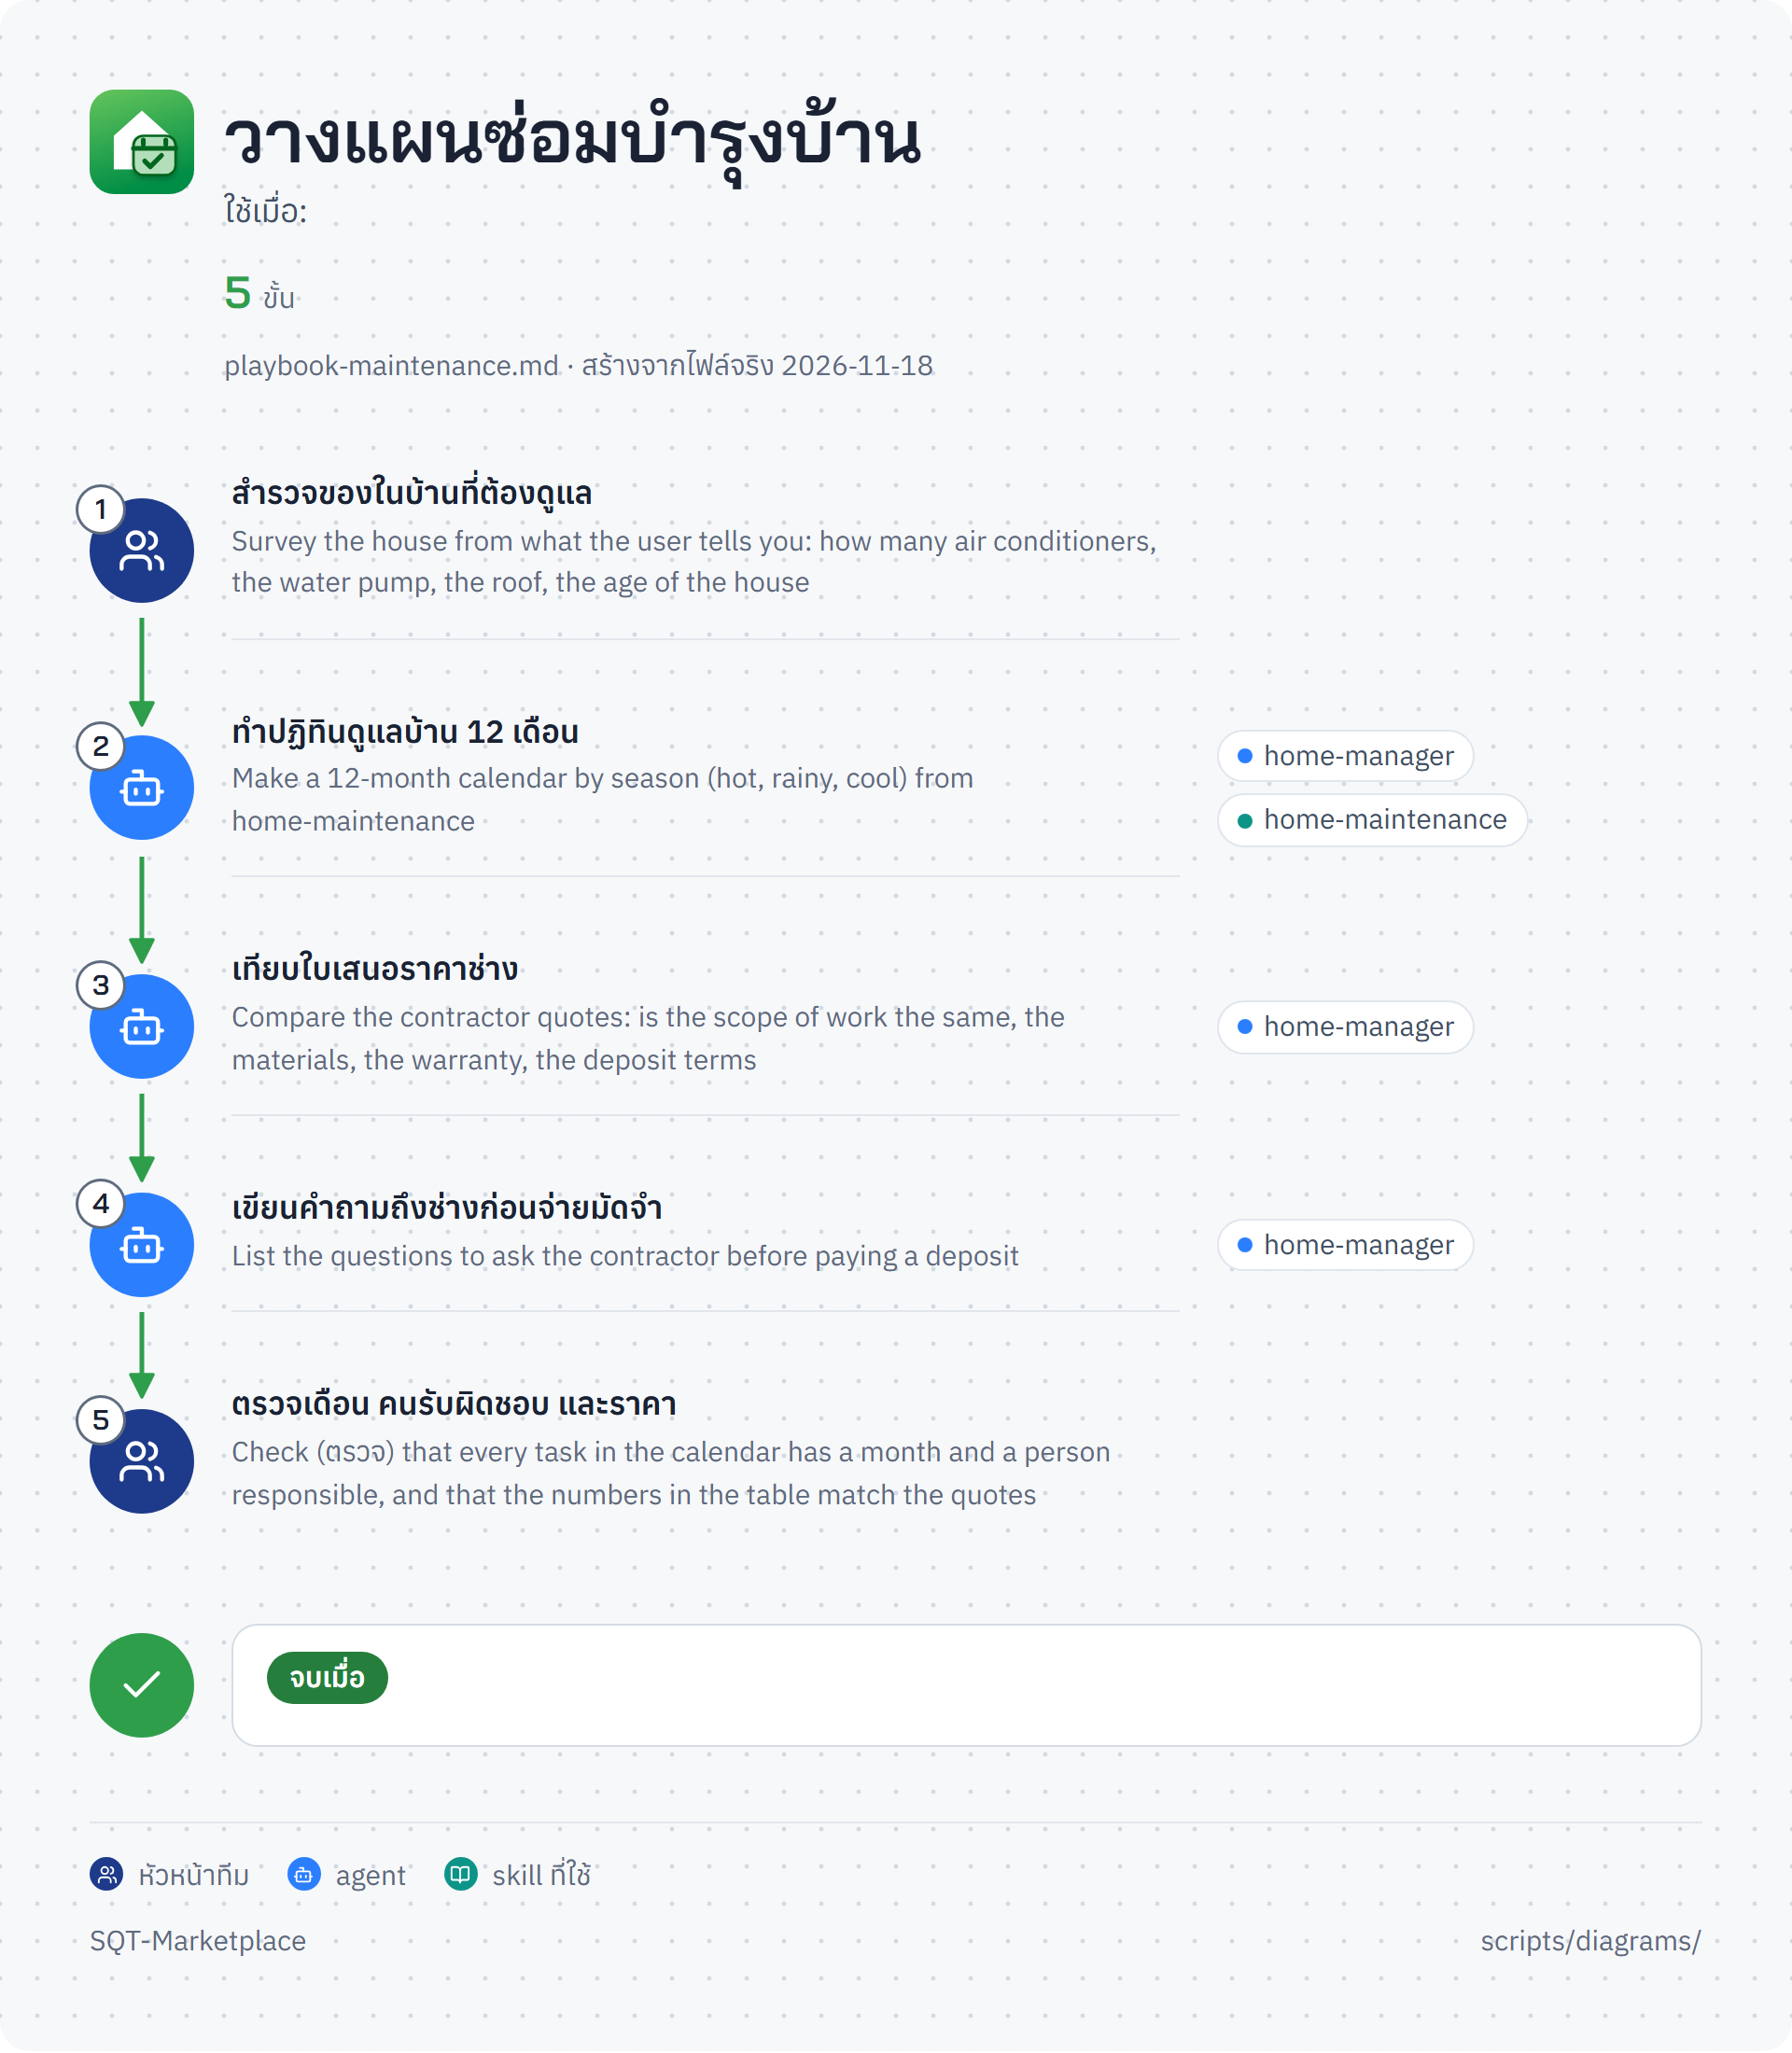 วางแผนซ่อมบำรุงบ้าน
ใช้เมื่อ:
5 ขั้น
playbook-maintenance.md · สร้างจากไฟล์จริง 2026-11-18
1
สำรวจของในบ้านที่ต้องดูแล
Survey the house from what the user tells you: how many air conditioners,
the water pump, the roof, the age of the house
2
ทำปฏิทินดูแลบ้าน 12 เดือน
Make a 12-month calendar by season (hot, rainy, cool) from
home-maintenance
home-manager
home-maintenance
3
เทียบใบเสนอราคาช่าง
Compare the contractor quotes: is the scope of work the same, the
materials, the warranty, the deposit terms
home-manager
4
เขียนคำถามถึงช่างก่อนจ่ายมัดจำ
List the questions to ask the contractor before paying a deposit
home-manager
5
ตรวจเดือน คนรับผิดชอบ และราคา
Check (ตรวจ) that every task in the calendar has a month and a person
responsible, and that the numbers in the table match the quotes
จบเมื่อ
หัวหน้าทีม agent skill ที่ใช้
SQT-Marketplace scripts/diagrams/